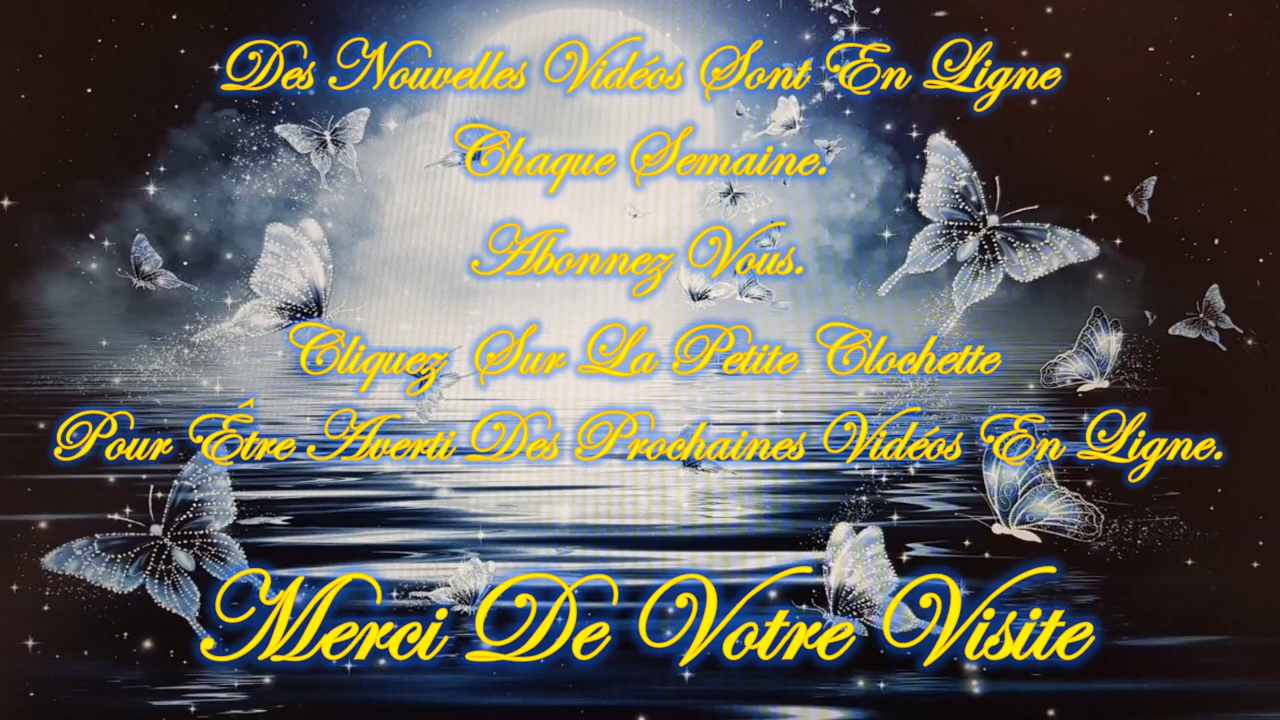 Des Nouvelles Vidéos Sont En Ligne
Chaque Semaine.
Abonnez Vous.
Cliquez Sur La Petite Clochette
Pour Être Averti Des Prochaines Vidéos En Ligne.
Merci De Votre Visite